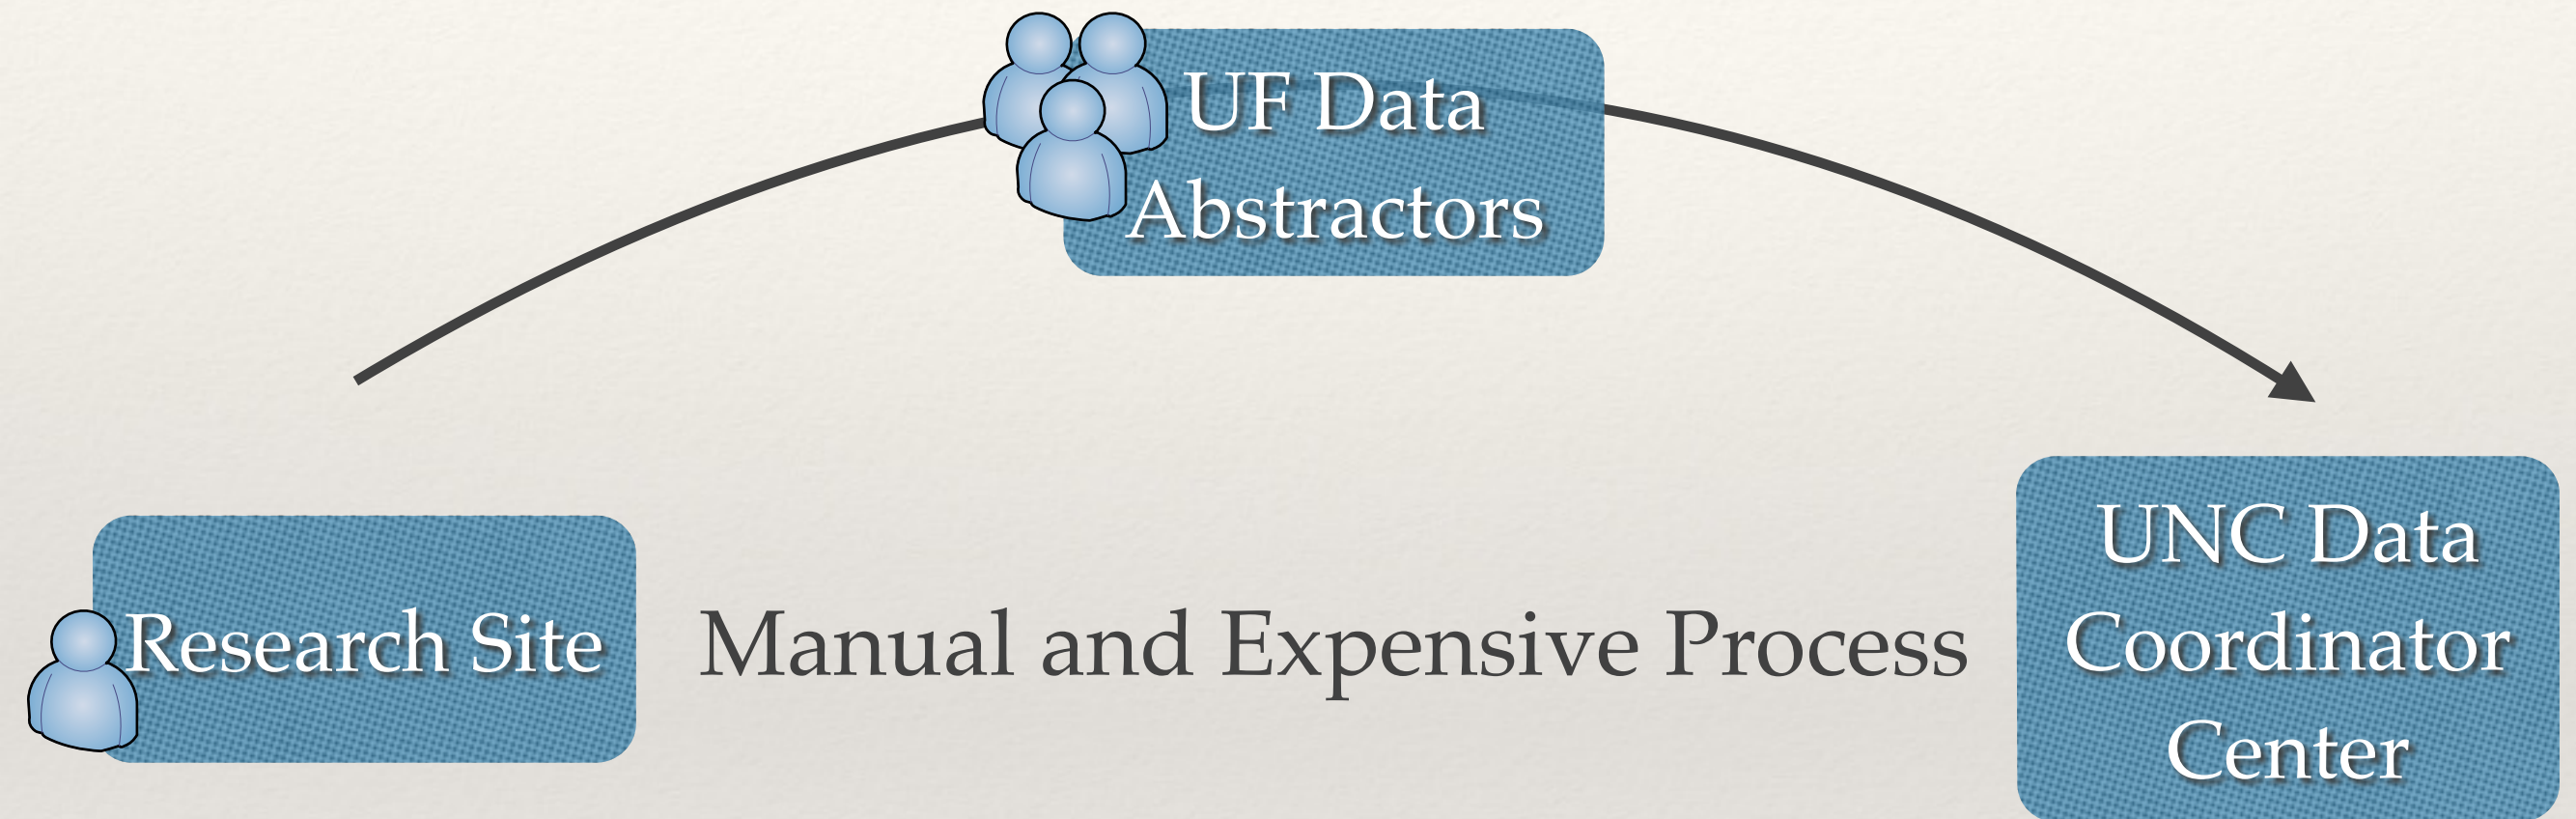 UF Data
Abstractors
Research Site
Manual and Expensive Process
UNC Data
Coordinator
Center